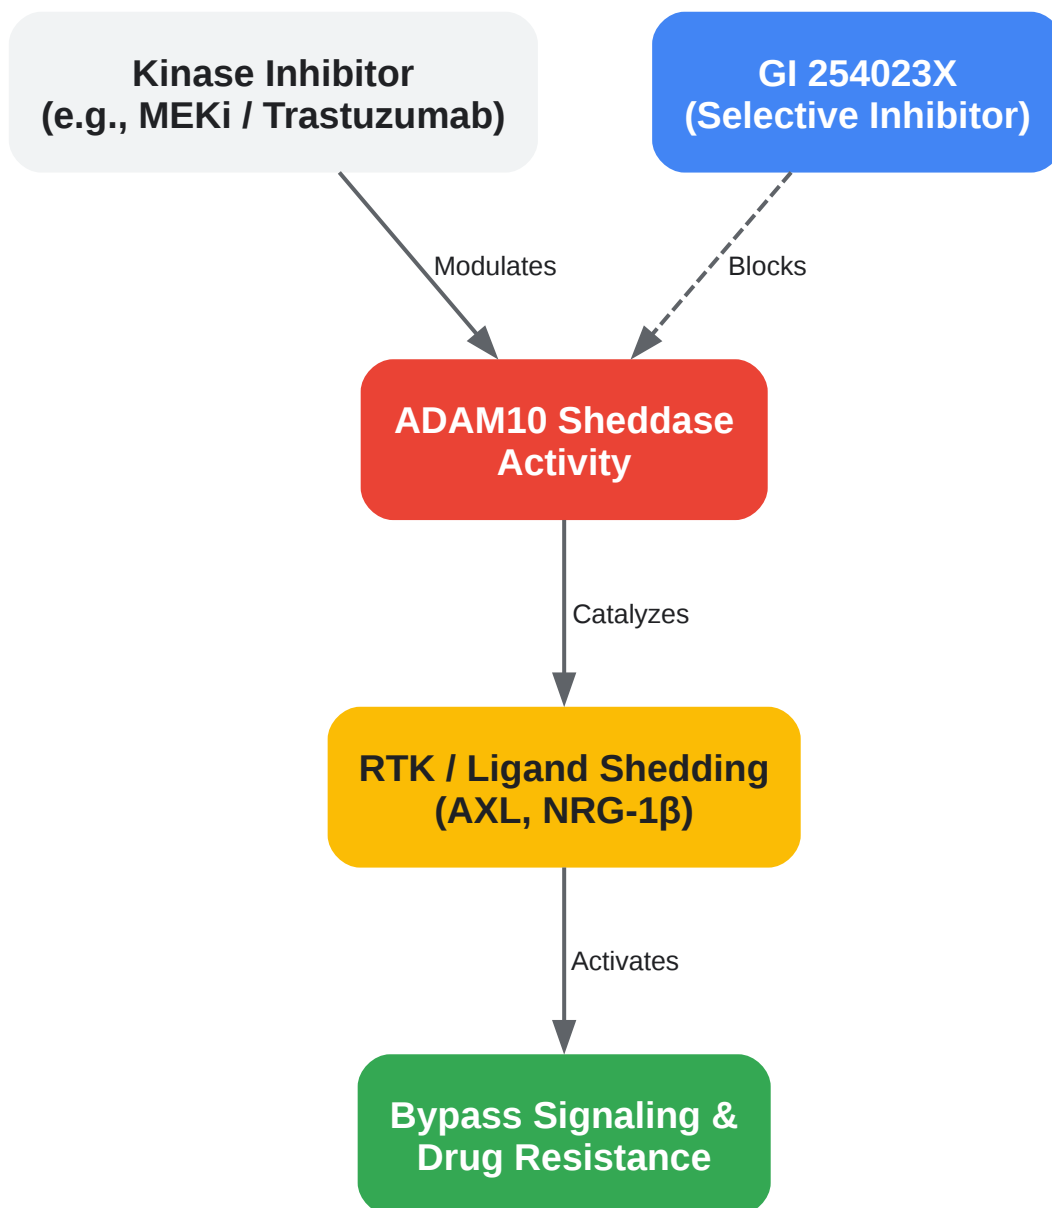 Kinase Inhibitor
(e.g., MEKi / Trastuzumab)
GI 254023X
(Selective Inhibitor)
Modulates
Blocks
ADAM10 Sheddase
Activity
Catalyzes
RTK / Ligand Shedding
(AXL, NRG-1β)
Activates
Bypass Signaling &
Drug Resistance